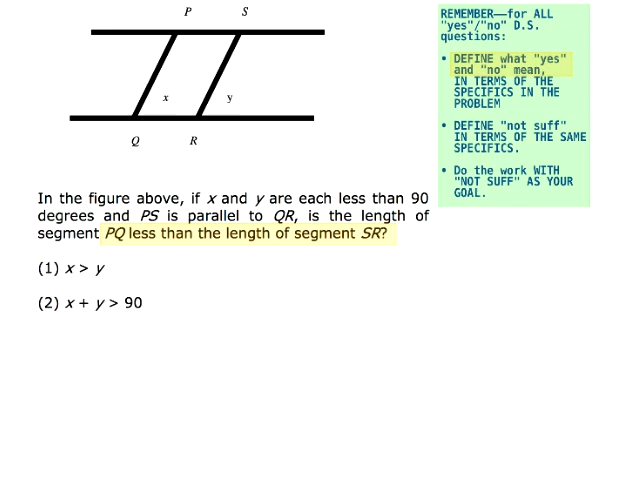 P S
x y
Q R
REMEMBER—for ALL
"yes"/"no" D.S.
questions:
• DEFINE what "yes"
and "no" mean,
IN TERMS OF THE
SPECIFICS IN THE
PROBLEM
• DEFINE "not suff"
IN TERMS OF THE SAME
SPECIFICS.
• Do the work WITH
"NOT SUFF" AS YOUR
GOAL.
In the figure above, if x and y are each less than 90
degrees and PS is parallel to QR, is the length of
segment PQ less than the length of segment SR?
(1) x > y
(2) x + y > 90